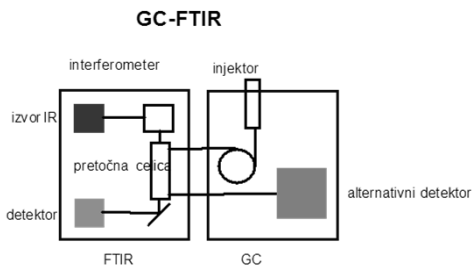 GC-FTIR
interferometer
injektor
izvor IR
pretočna celica
alternativni detektor
detektor
FTIR
GC